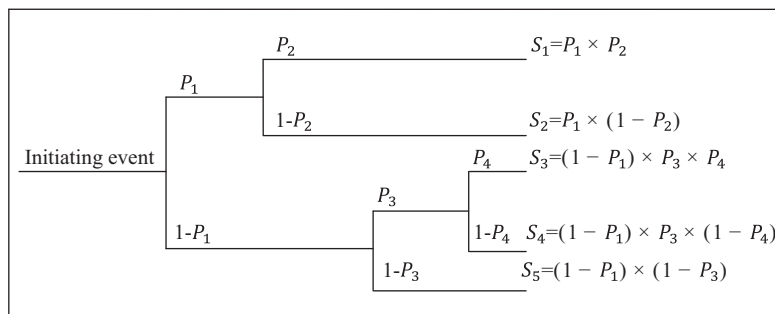 P₂ S₁=P₁ × P₂
P₁
1-P₂ S₂=P₁ × (1 − P₂)
Initiating event P₄ S₃=(1 − P₁) × P₃ × P₄
P₃
1-P₁ 1-P₄ S₄=(1 − P₁) × P₃ × (1 − P₄)
1-P₃ S₅=(1 − P₁) × (1 − P₃)